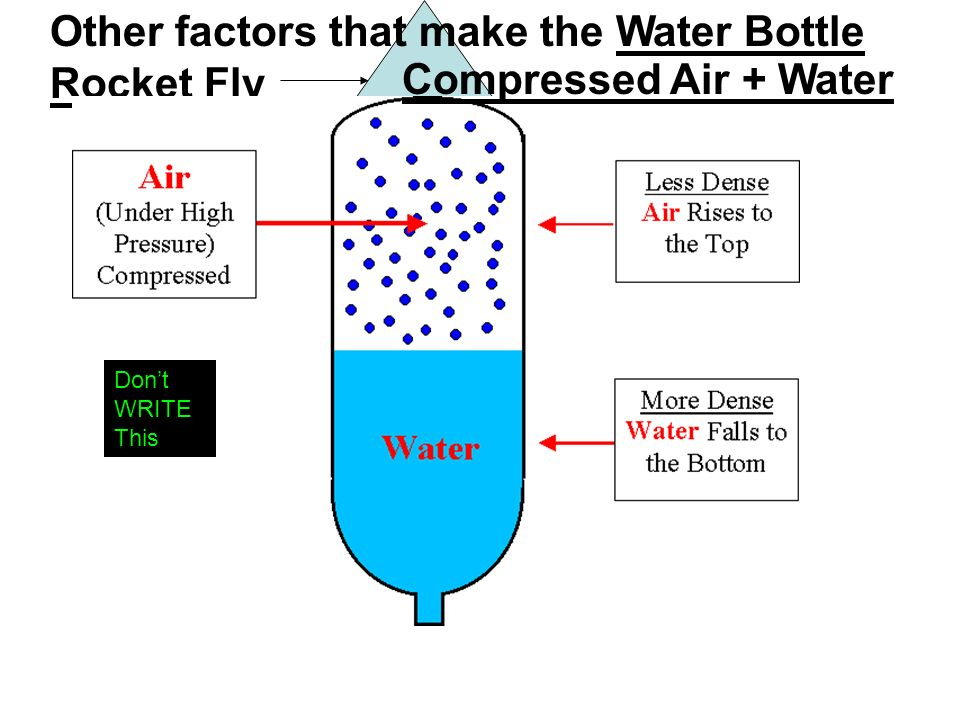 Other factors that make the Water Bottle
Rocket Fly
Compressed Air + Water
Air
(Under High
Pressure)
Compressed
Less Dense
Air Rises to
the Top
Don’t
WRITE
This
More Dense
Water Falls to
the Bottom
Water